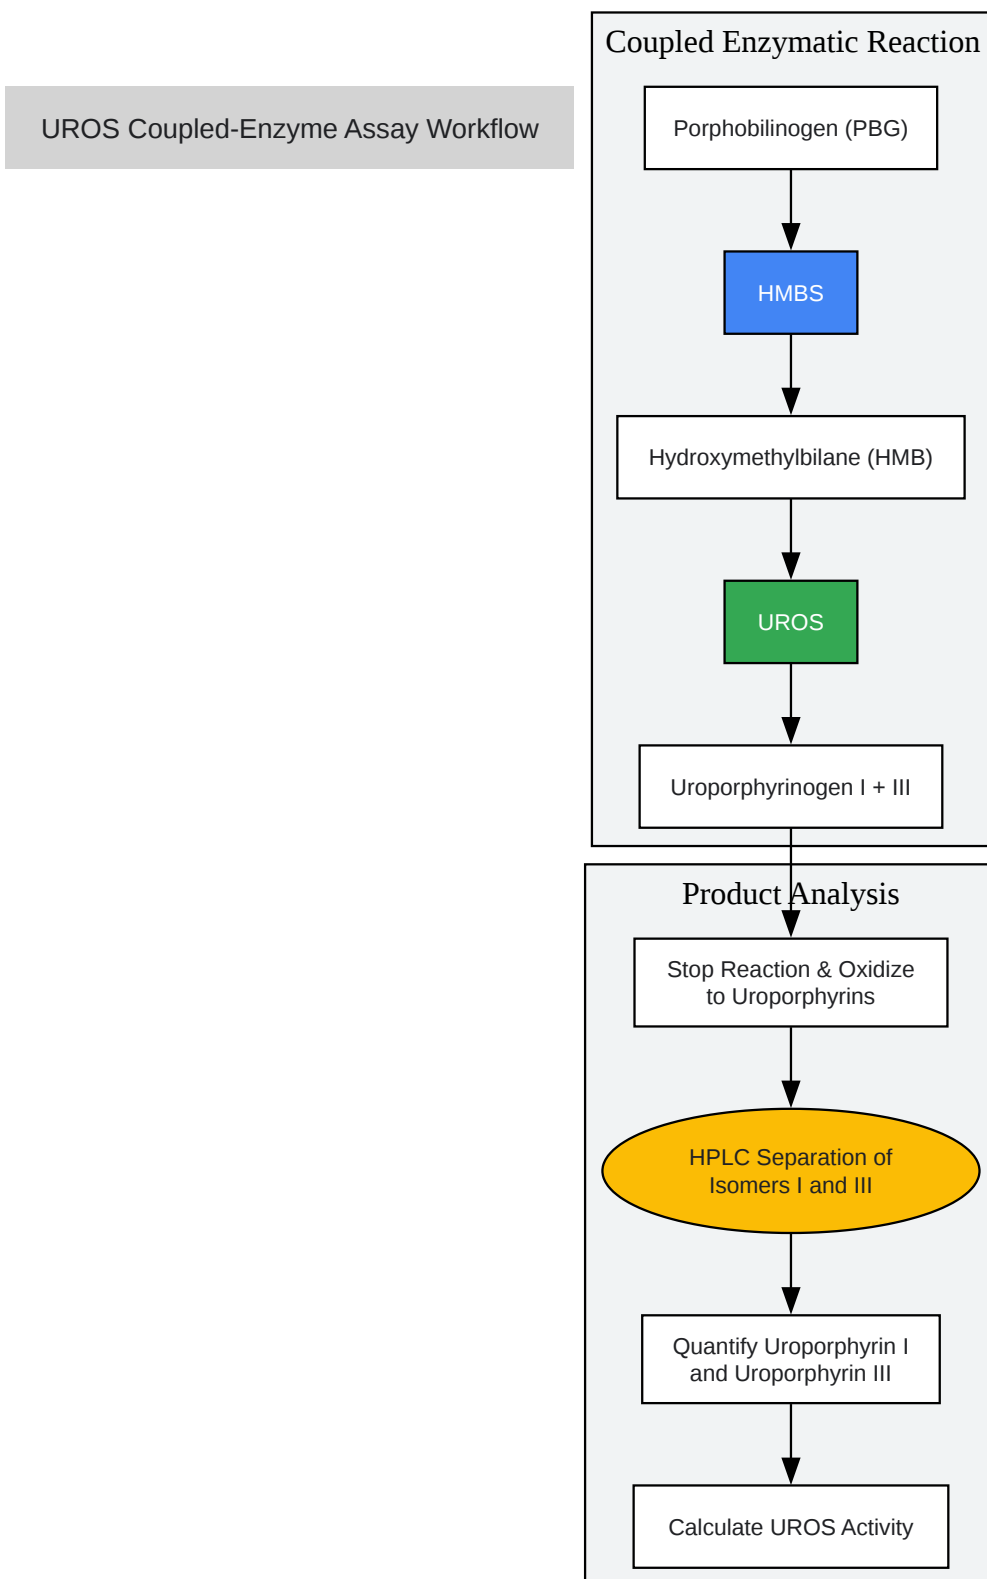 UROS Coupled-Enzyme Assay Workflow
Coupled Enzymatic Reaction
Porphobilinogen (PBG)
HMBS
Hydroxymethylbilane (HMB)
UROS
Uroporphyrinogen I + III
Product Analysis
Stop Reaction & Oxidize
to Uroporphyrins
HPLC Separation of
Isomers I and III
Quantify Uroporphyrin I
and Uroporphyrin III
Calculate UROS Activity